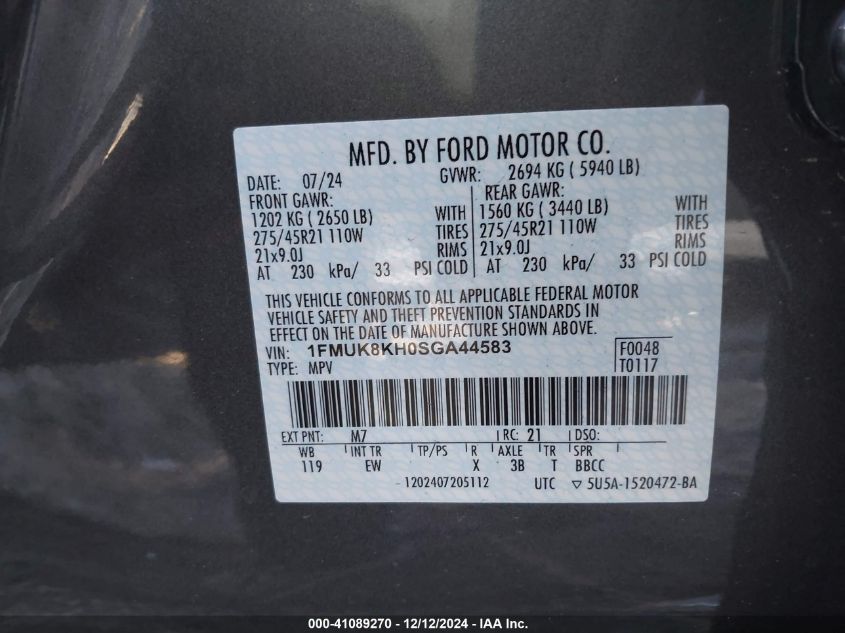 MFD. BY FORD MOTOR CO.
DATE: 07/24 GVWR: 2694 KG ( 5940 LB)
FRONT GAWR: REAR GAWR:
1202 KG ( 2650 LB) WITH 1560 KG ( 3440 LB) WITH
275/45R21 110W TIRES 275/45R21 110W TIRES
21x9.0J RIMS 21x9.0J RIMS
AT 230 kPa/ 33 PSI COLD AT 230 kPa/ 33 PSI COLD
THIS VEHICLE CONFORMS TO ALL APPLICABLE FEDERAL MOTOR
VEHICLE SAFETY AND THEFT PREVENTION STANDARDS IN
EFFECT ON THE DATE OF MANUFACTURE SHOWN ABOVE.
VIN: 1FMUK8KH0SGA44583 F0048
TYPE: MPV T0117
EXT PNT: M7 RC: 21 DSO:
WB INT TR TP/PS R AXLE TR SPR
119 EW X 3B T BBCC
1202407205112 UTC ▽ 5U5A-1520472-BA
000-41089270 - 12/12/2024 - IAA Inc.